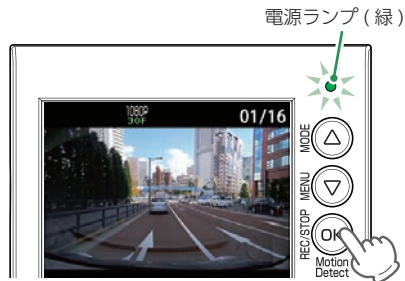 電源ランプ ( 緑 )
1080P
30F
01/16
MODE
MENU
REC/STOP
OK
Motion
Detect